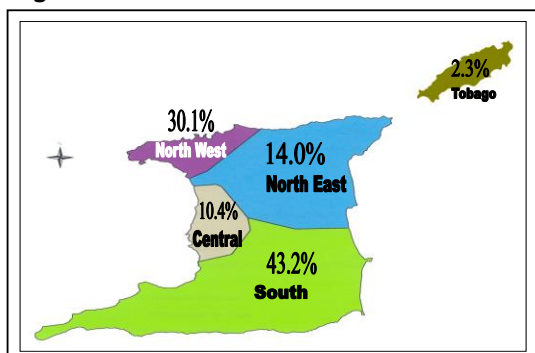 2.3%
Tobago
30.1%
North West
14.0%
North East
10.4%
Central
43.2%
South